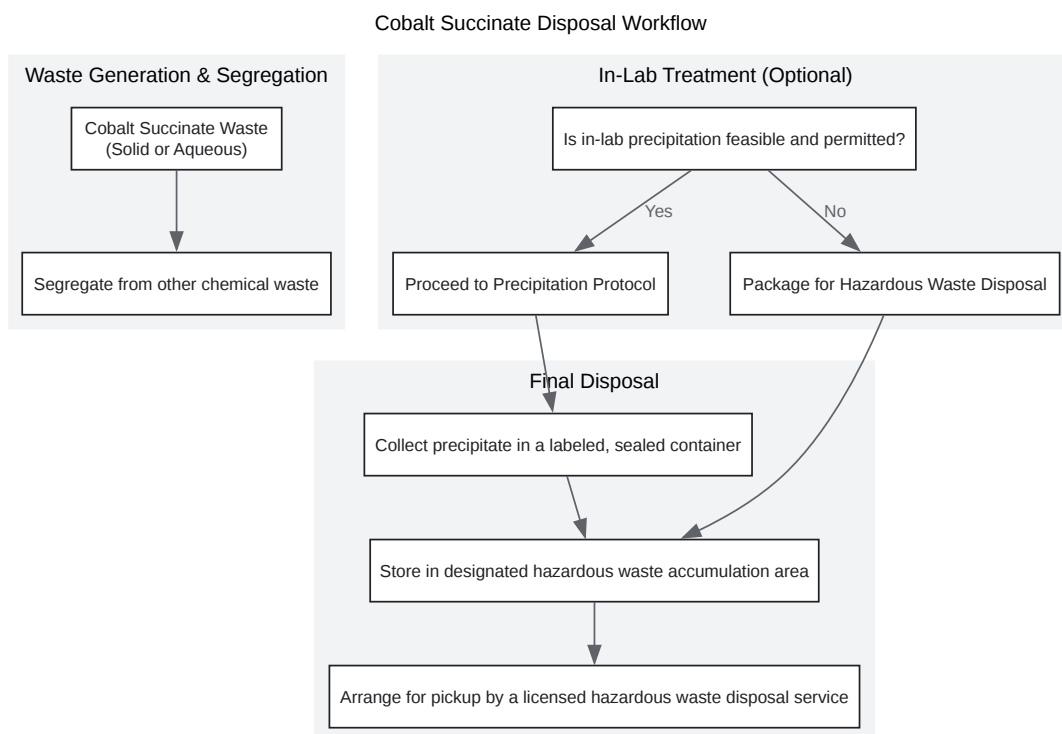 Cobalt Succinate Disposal Workflow
Waste Generation & Segregation
Cobalt Succinate Waste
(Solid or Aqueous)
Segregate from other chemical waste
In-Lab Treatment (Optional)
Is in-lab precipitation feasible and permitted?
Yes
No
Proceed to Precipitation Protocol
Package for Hazardous Waste Disposal
Final Disposal
Collect precipitate in a labeled, sealed container
Store in designated hazardous waste accumulation area
Arrange for pickup by a licensed hazardous waste disposal service